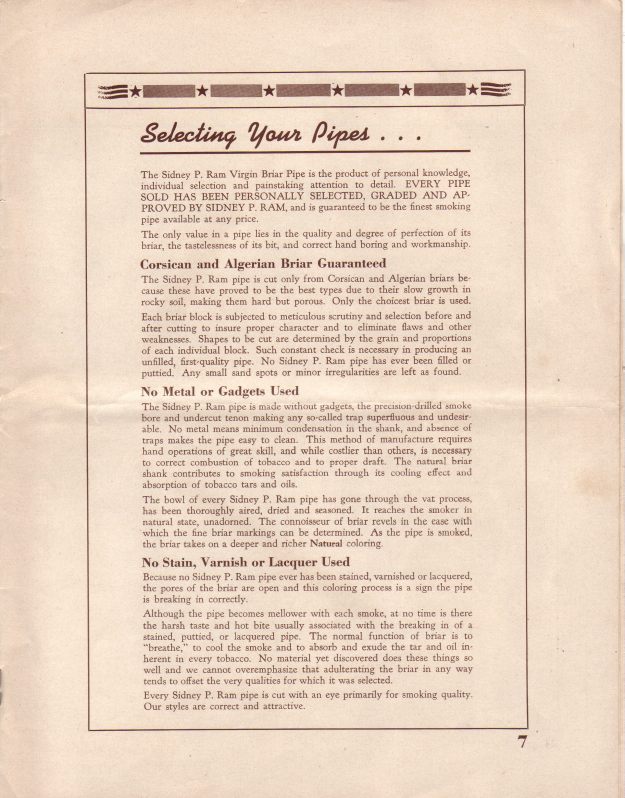 Selecting Your Pipes . . .
The Sidney P. Ram Virgin Briar Pipe is the product of personal knowledge,
individual selection and painstaking attention to detail. EVERY PIPE
SOLD HAS BEEN PERSONALLY SELECTED, GRADED AND AP-
PROVED BY SIDNEY P. RAM, and is guaranteed to be the finest smoking
pipe available at any price.
The only value in a pipe lies in the quality and degree of perfection of its
briar, the tastelessness of its bit, and correct hand boring and workmanship.
Corsican and Algerian Briar Guaranteed
The Sidney P. Ram pipe is cut only from Corsican and Algerian briars be-
cause these have proved to be the best types due to their slow growth in
rocky soil, making them hard but porous. Only the choicest briar is used.
Each briar block is subjected to meticulous scrutiny and selection before and
after cutting to insure proper character and to eliminate flaws and other
weaknesses. Shapes to be cut are determined by the grain and proportions
of each individual block. Such constant check is necessary in producing an
unfilled, first-quality pipe. No Sidney P. Ram pipe has ever been filled or
puttied. Any small sand spots or minor irregularities are left as found.
No Metal or Gadgets Used
The Sidney P. Ram pipe is made without gadgets, the precision-drilled smoke
bore and undercut tenon making any so-called trap superfluous and undesir-
able. No metal means minimum condensation in the shank, and absence of
traps makes the pipe easy to clean. This method of manufacture requires
hand operations of great skill, and while costlier than others, is necessary
to correct combustion of tobacco and to proper draft. The natural briar
shank contributes to smoking satisfaction through its cooling effect and
absorption of tobacco tars and oils.
The bowl of every Sidney P. Ram pipe has gone through the vat process,
has been thoroughly aired, dried and seasoned. It reaches the smoker in
natural state, unadorned. The connoisseur of briar revels in the ease with
which the fine briar markings can be determined. As the pipe is smoked,
the briar takes on a deeper and richer Natural coloring.
No Stain, Varnish or Lacquer Used
Because no Sidney P. Ram pipe ever has been stained, varnished or lacquered,
the pores of the briar are open and this coloring process is a sign the pipe
is breaking in correctly.
Although the pipe becomes mellower with each smoke, at no time is there
the harsh taste and hot bite usually associated with the breaking in of a
stained, puttied, or lacquered pipe. The normal function of briar is to
"breathe," to cool the smoke and to absorb and exude the tar and oil in-
herent in every tobacco. No material yet discovered does these things so
well and we cannot overemphasize that adulterating the briar in any way
tends to offset the very qualities for which it was selected.
Every Sidney P. Ram pipe is cut with an eye primarily for smoking quality.
Our styles are correct and attractive.
7